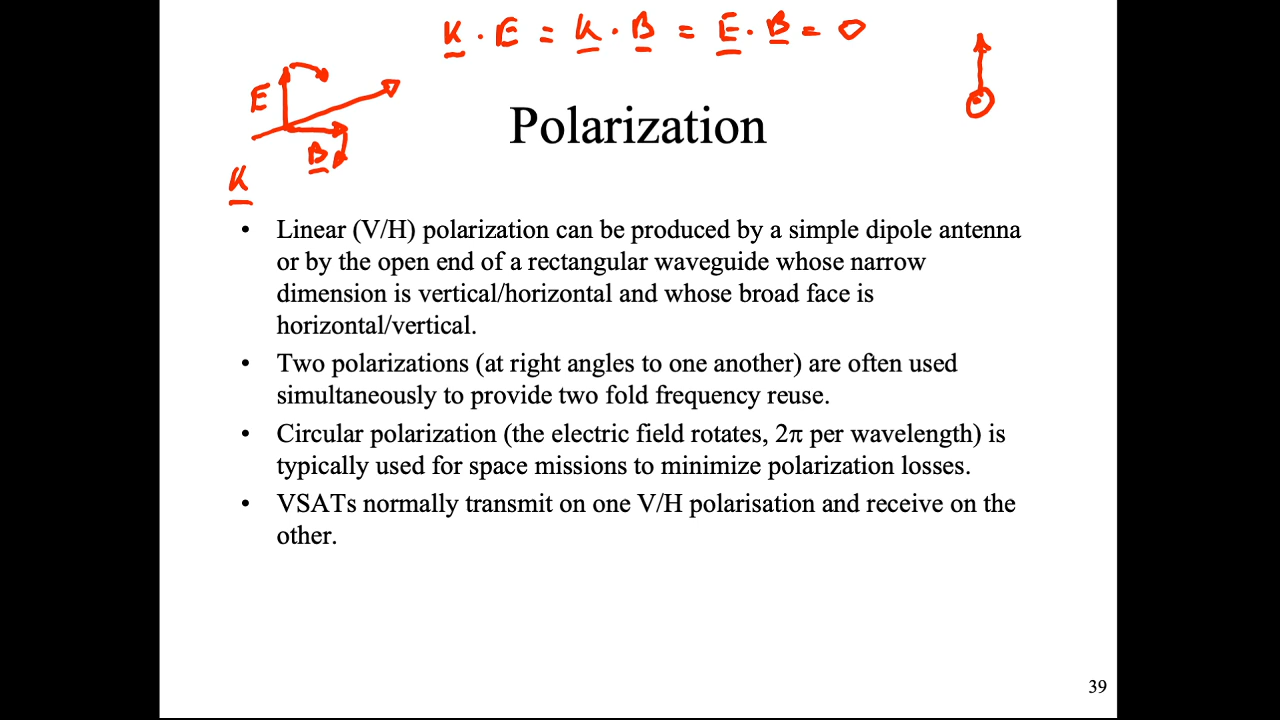 K · E = K · B = E · B = 0
E
B
K
Polarization
• Linear (V/H) polarization can be produced by a simple dipole antenna
or by the open end of a rectangular waveguide whose narrow
dimension is vertical/horizontal and whose broad face is
horizontal/vertical.
• Two polarizations (at right angles to one another) are often used
simultaneously to provide two fold frequency reuse.
• Circular polarization (the electric field rotates, 2π per wavelength) is
typically used for space missions to minimize polarization losses.
• VSATs normally transmit on one V/H polarisation and receive on the
other.
39